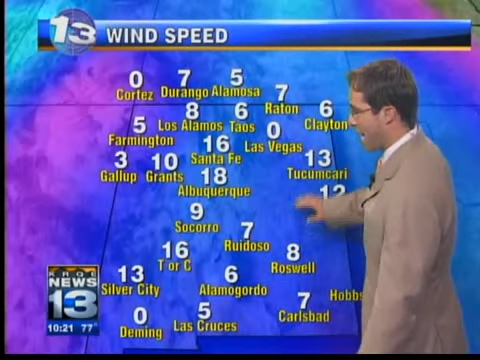 13 WIND SPEED
0 7 5 7
Cortez Durango Alamosa Raton
8 6 6
Los Alamos Taos Clayton
5 0
Farmington Las Vegas
16
Santa Fe
3 10 13
Gallup Grants Tucumcari
18 12
Albuquerque
9
Socorro
7
Ruidoso
16 8
T or C Roswell
13 6
Silver City Alamogordo
Hobbs
0 5 7
Deming Las Cruces Carlsbad
KRQE
NEWS
13
10:21 77°